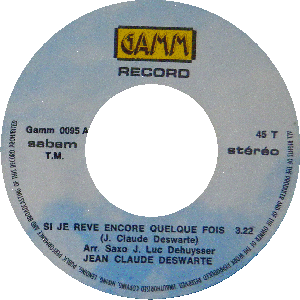 GAMM
RECORD
Gamm 0095 A
45 T
sabam
stéréo
T.M.
SI JE REVE ENCORE QUELQUE FOIS 3.22
(J. Claude Deswarte)
Arr. Saxo J. Luc Dehuysser
JEAN CLAUDE DESWARTE